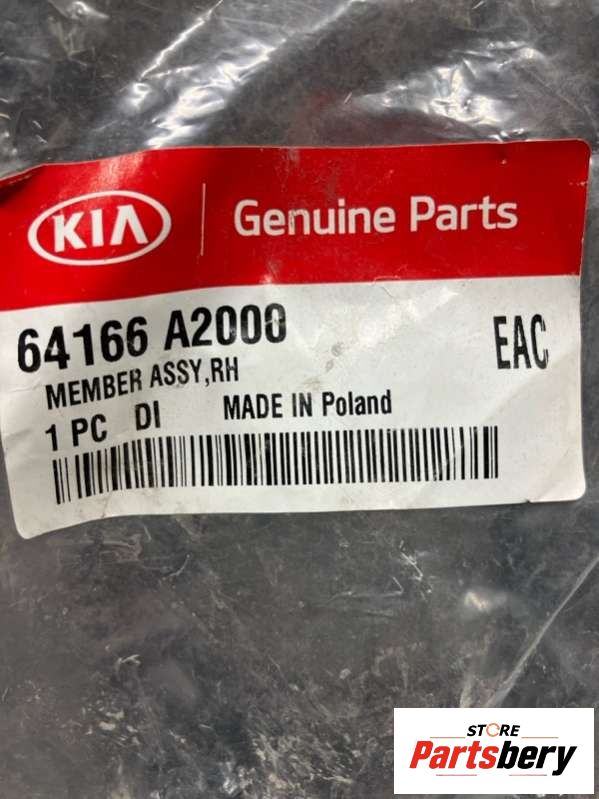 KIA Genuine Parts
64166 A2000 EAC
MEMBER ASSY,RH
1 PC DI MADE IN Poland
STORE
Partsbery